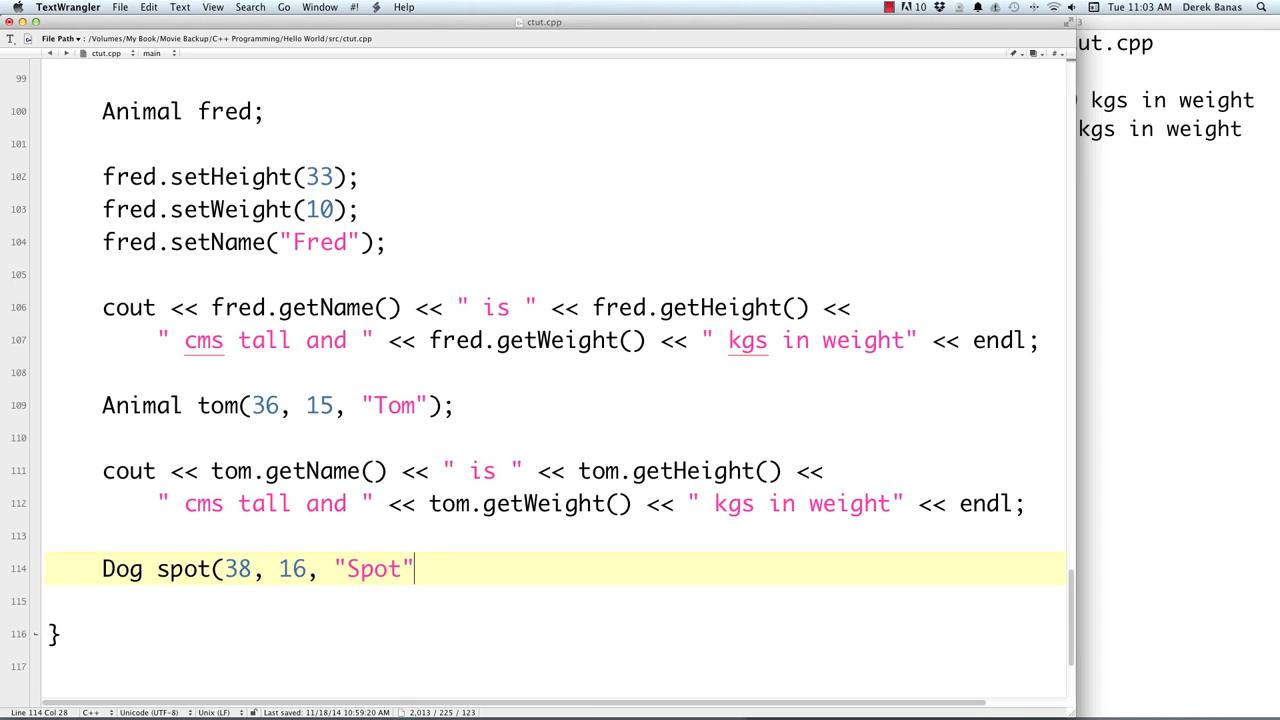 TextWrangler File Edit Text View Search Go Window #! Help 10 Tue 11:03 AM Derek Banas
ctut.cpp
File Path : /Volumes/My Book/Movie Backup/C++ Programming/Hello World/src/ctut.cpp
ctut.cpp main
99
100 Animal fred;
101
102 fred.setHeight(33);
103 fred.setWeight(10);
104 fred.setName("Fred");
105
106 cout << fred.getName() << " is " << fred.getHeight() <<
107 " cms tall and " << fred.getWeight() << " kgs in weight" << endl;
108
109 Animal tom(36, 15, "Tom");
110
111 cout << tom.getName() << " is " << tom.getHeight() <<
112 " cms tall and " << tom.getWeight() << " kgs in weight" << endl;
113
114 Dog spot(38, 16, "Spot"
115
116 }
117
Line 114 Col 28 C++ Unicode (UTF-8) Unix (LF) Last saved: 11/18/14 10:59:20 AM 2,013 / 225 / 123
ut.cpp
kgs in weight
kgs in weight